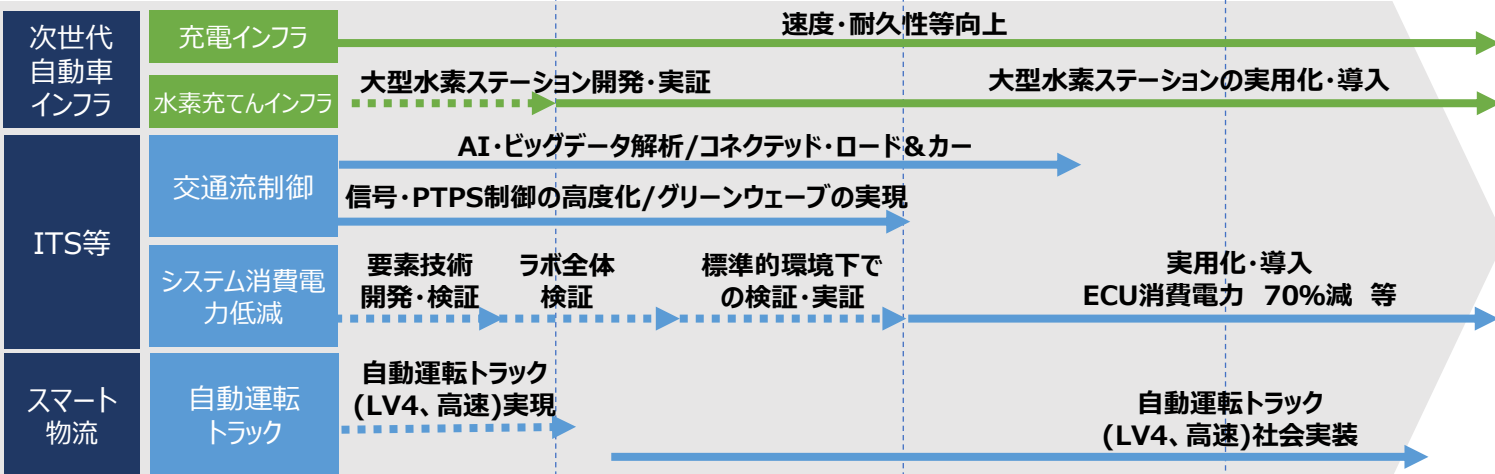 次世代
自動車
インフラ
充電インフラ
速度･耐久性等向上
水素充てんインフラ
大型水素ステーション開発･実証
大型水素ステーションの実用化･導入
ITS等
交通流制御
AI･ビッグデータ解析/コネクテッド･ロード&カー
信号･PTPS制御の高度化/グリーンウェーブの実現
システム消費電
力低減
要素技術
開発･検証
ラボ全体
検証
標準的環境下で
の検証･実証
実用化･導入
ECU消費電力 70%減 等
スマート
物流
自動運転
トラック
自動運転トラック
(LV4、高速)実現
自動運転トラック
(LV4、高速)社会実装